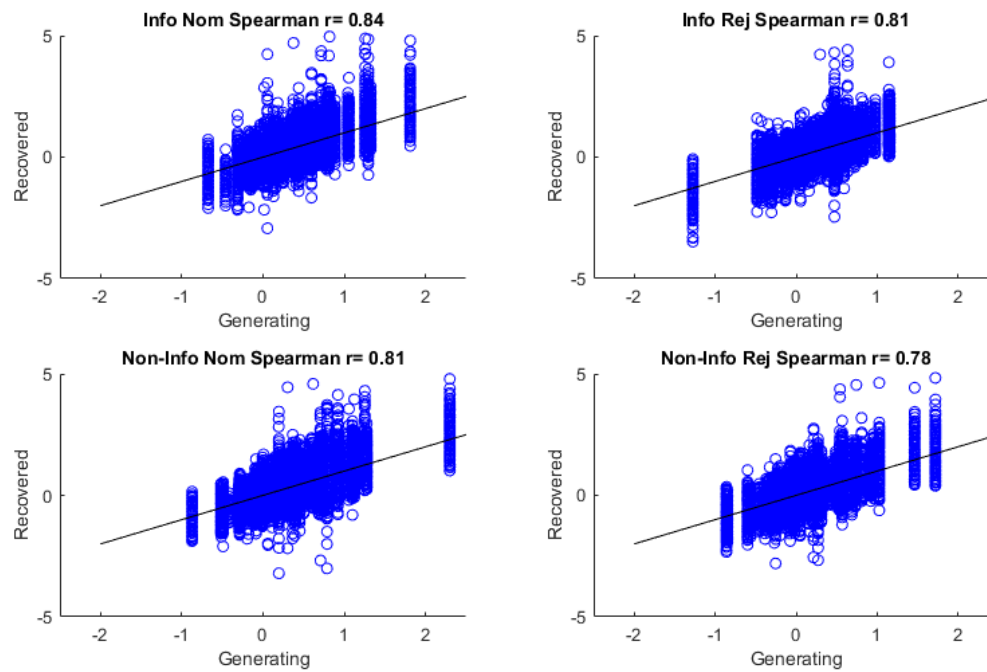 Info Nom Spearman r= 0.84
5
0
-5
Recovered
-2 -1 0 1 2
Generating
Info Rej Spearman r= 0.81
5
0
-5
Recovered
-2 -1 0 1 2
Generating
Non-Info Nom Spearman r= 0.81
5
0
-5
Recovered
-2 -1 0 1 2
Generating
Non-Info Rej Spearman r= 0.78
5
0
-5
Recovered
-2 -1 0 1 2
Generating